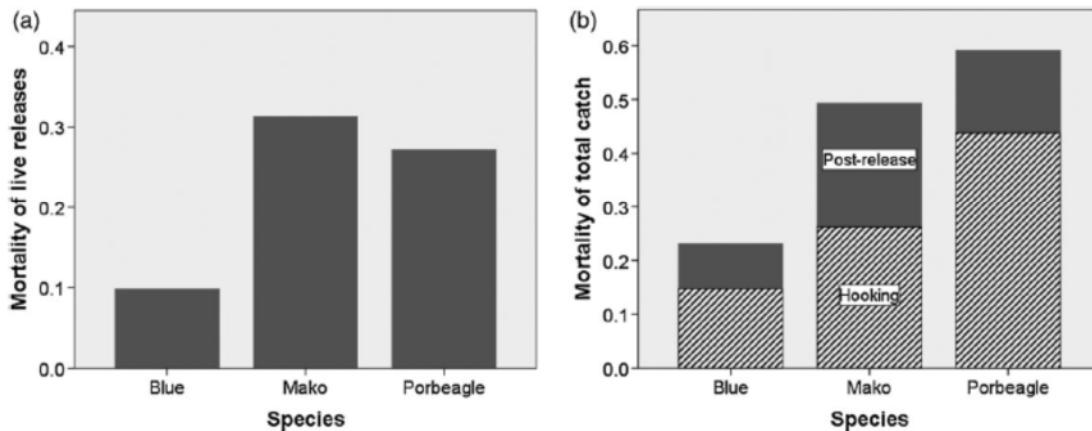 (a)
Mortality of live releases
0.4
0.3
0.2
0.1
0.0
Blue Mako Porbeagle
Species
(b)
Mortality of total catch
0.6
0.5
0.4
0.3
0.2
0.1
0.0
Post-release
Hooking
Blue Mako Porbeagle
Species